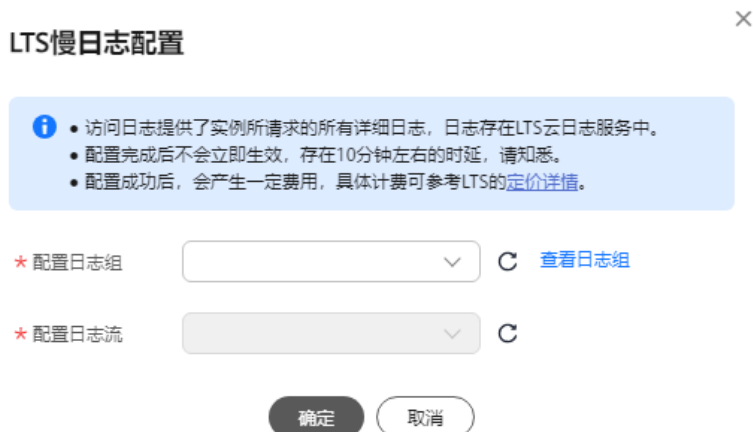 LTS慢日志配置
● 访问日志提供了实例所请求的所有详细日志，日志存在LTS云日志服务中。
● 配置完成后不会立即生效，存在10分钟左右的时延，请知悉。
● 配置成功后，会产生一定费用，具体计费可参考LTS的定价详情。
* 配置日志组 查看日志组
* 配置日志流
确定 取消